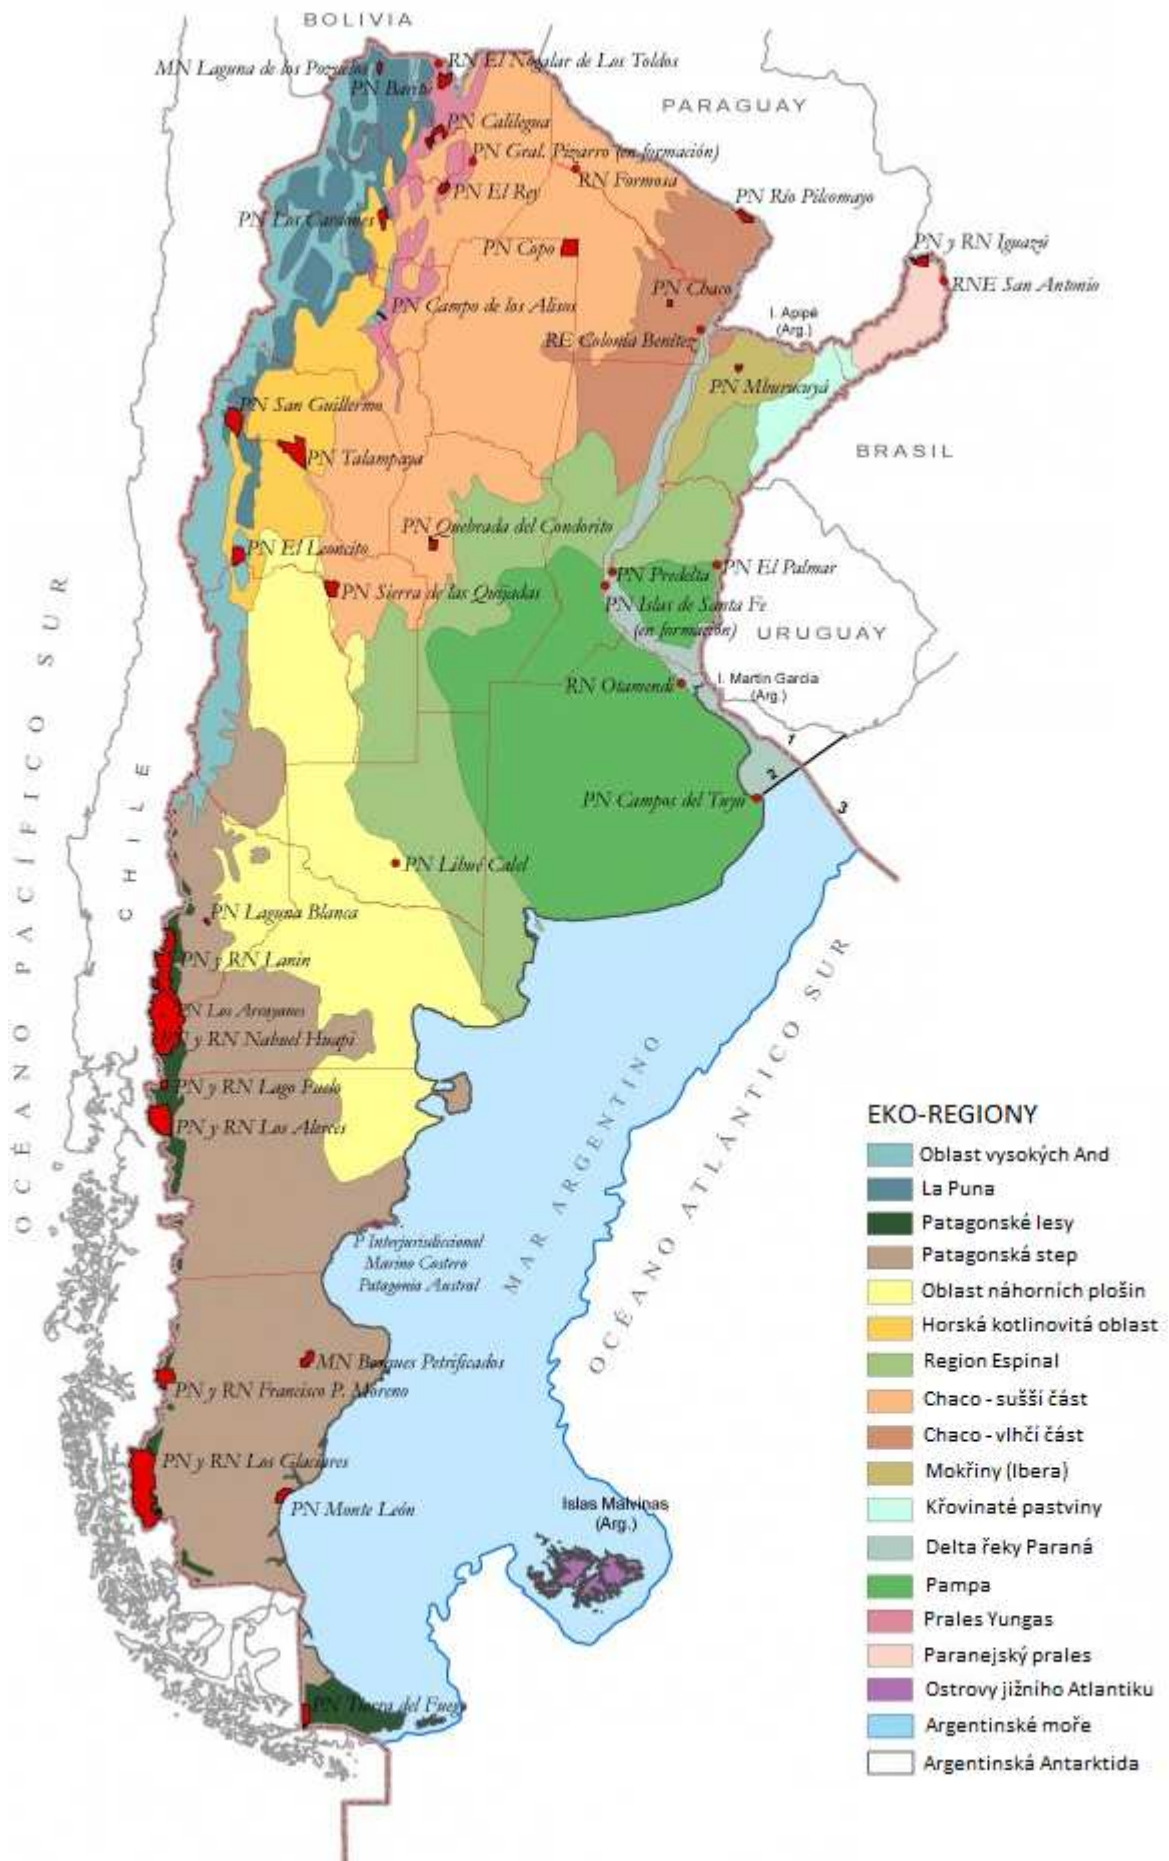 BOLIVIA
MN Laguna de los Pozuelos
RN El Nogalar de Los Toldos
PN Baritú
PARAGUAY
PN Calilegua
PN Gral. Pizarro (en formación)
RN Formosa
PN El Rey
PN Río Pilcomayo
PN Los Cardones
PN Copo
PN y RN Iguazú
RNE San Antonio
PN Chaco
PN Campo de los Alisos
I. Apipé
(Arg.)
RE Colonia Benítez
PN Mburucuyá
PN San Guillermo
BRASIL
PN Talampaya
PN Quebrada del Condorito
PN El Leoncito
PN Predelta
PN El Palmar
PN Sierra de las Quijadas
PN Islas de Santa Fe
(en formación)
URUGUAY
RN Otamendi
I. Martín García
(Arg.)
1
2
3
PN Campos del Tuyú
CHILE
OCÉANO PACÍFICO SUR
PN Lihué Calel
PN Laguna Blanca
PN y RN Lanín
PN Los Arrayanes
PN y RN Nahuel Huapi
PN y RN Lago Puelo
PN y RN Los Alerces
MAR ARGENTINO
OCÉANO ATLÁNTICO SUR
P Interjurisdiccional
Marino Costero
Patagonia Austral
MN Bosques Petrificados
PN y RN Francisco P. Moreno
PN y RN Los Glaciares
PN Monte León
Islas Malvinas
(Arg.)
PN Tierra del Fuego
EKO-REGIONY
Oblast vysokých And
La Puna
Patagonské lesy
Patagonská step
Oblast náhorních plošin
Horská kotlinovitá oblast
Region Espinal
Chaco - sušší část
Chaco - vlhčí část
Mokřiny (Ibera)
Křovinaté pastviny
Delta řeky Paraná
Pampa
Prales Yungas
Paranejský prales
Ostrovy jižního Atlantiku
Argentinské moře
Argentinská Antarktida